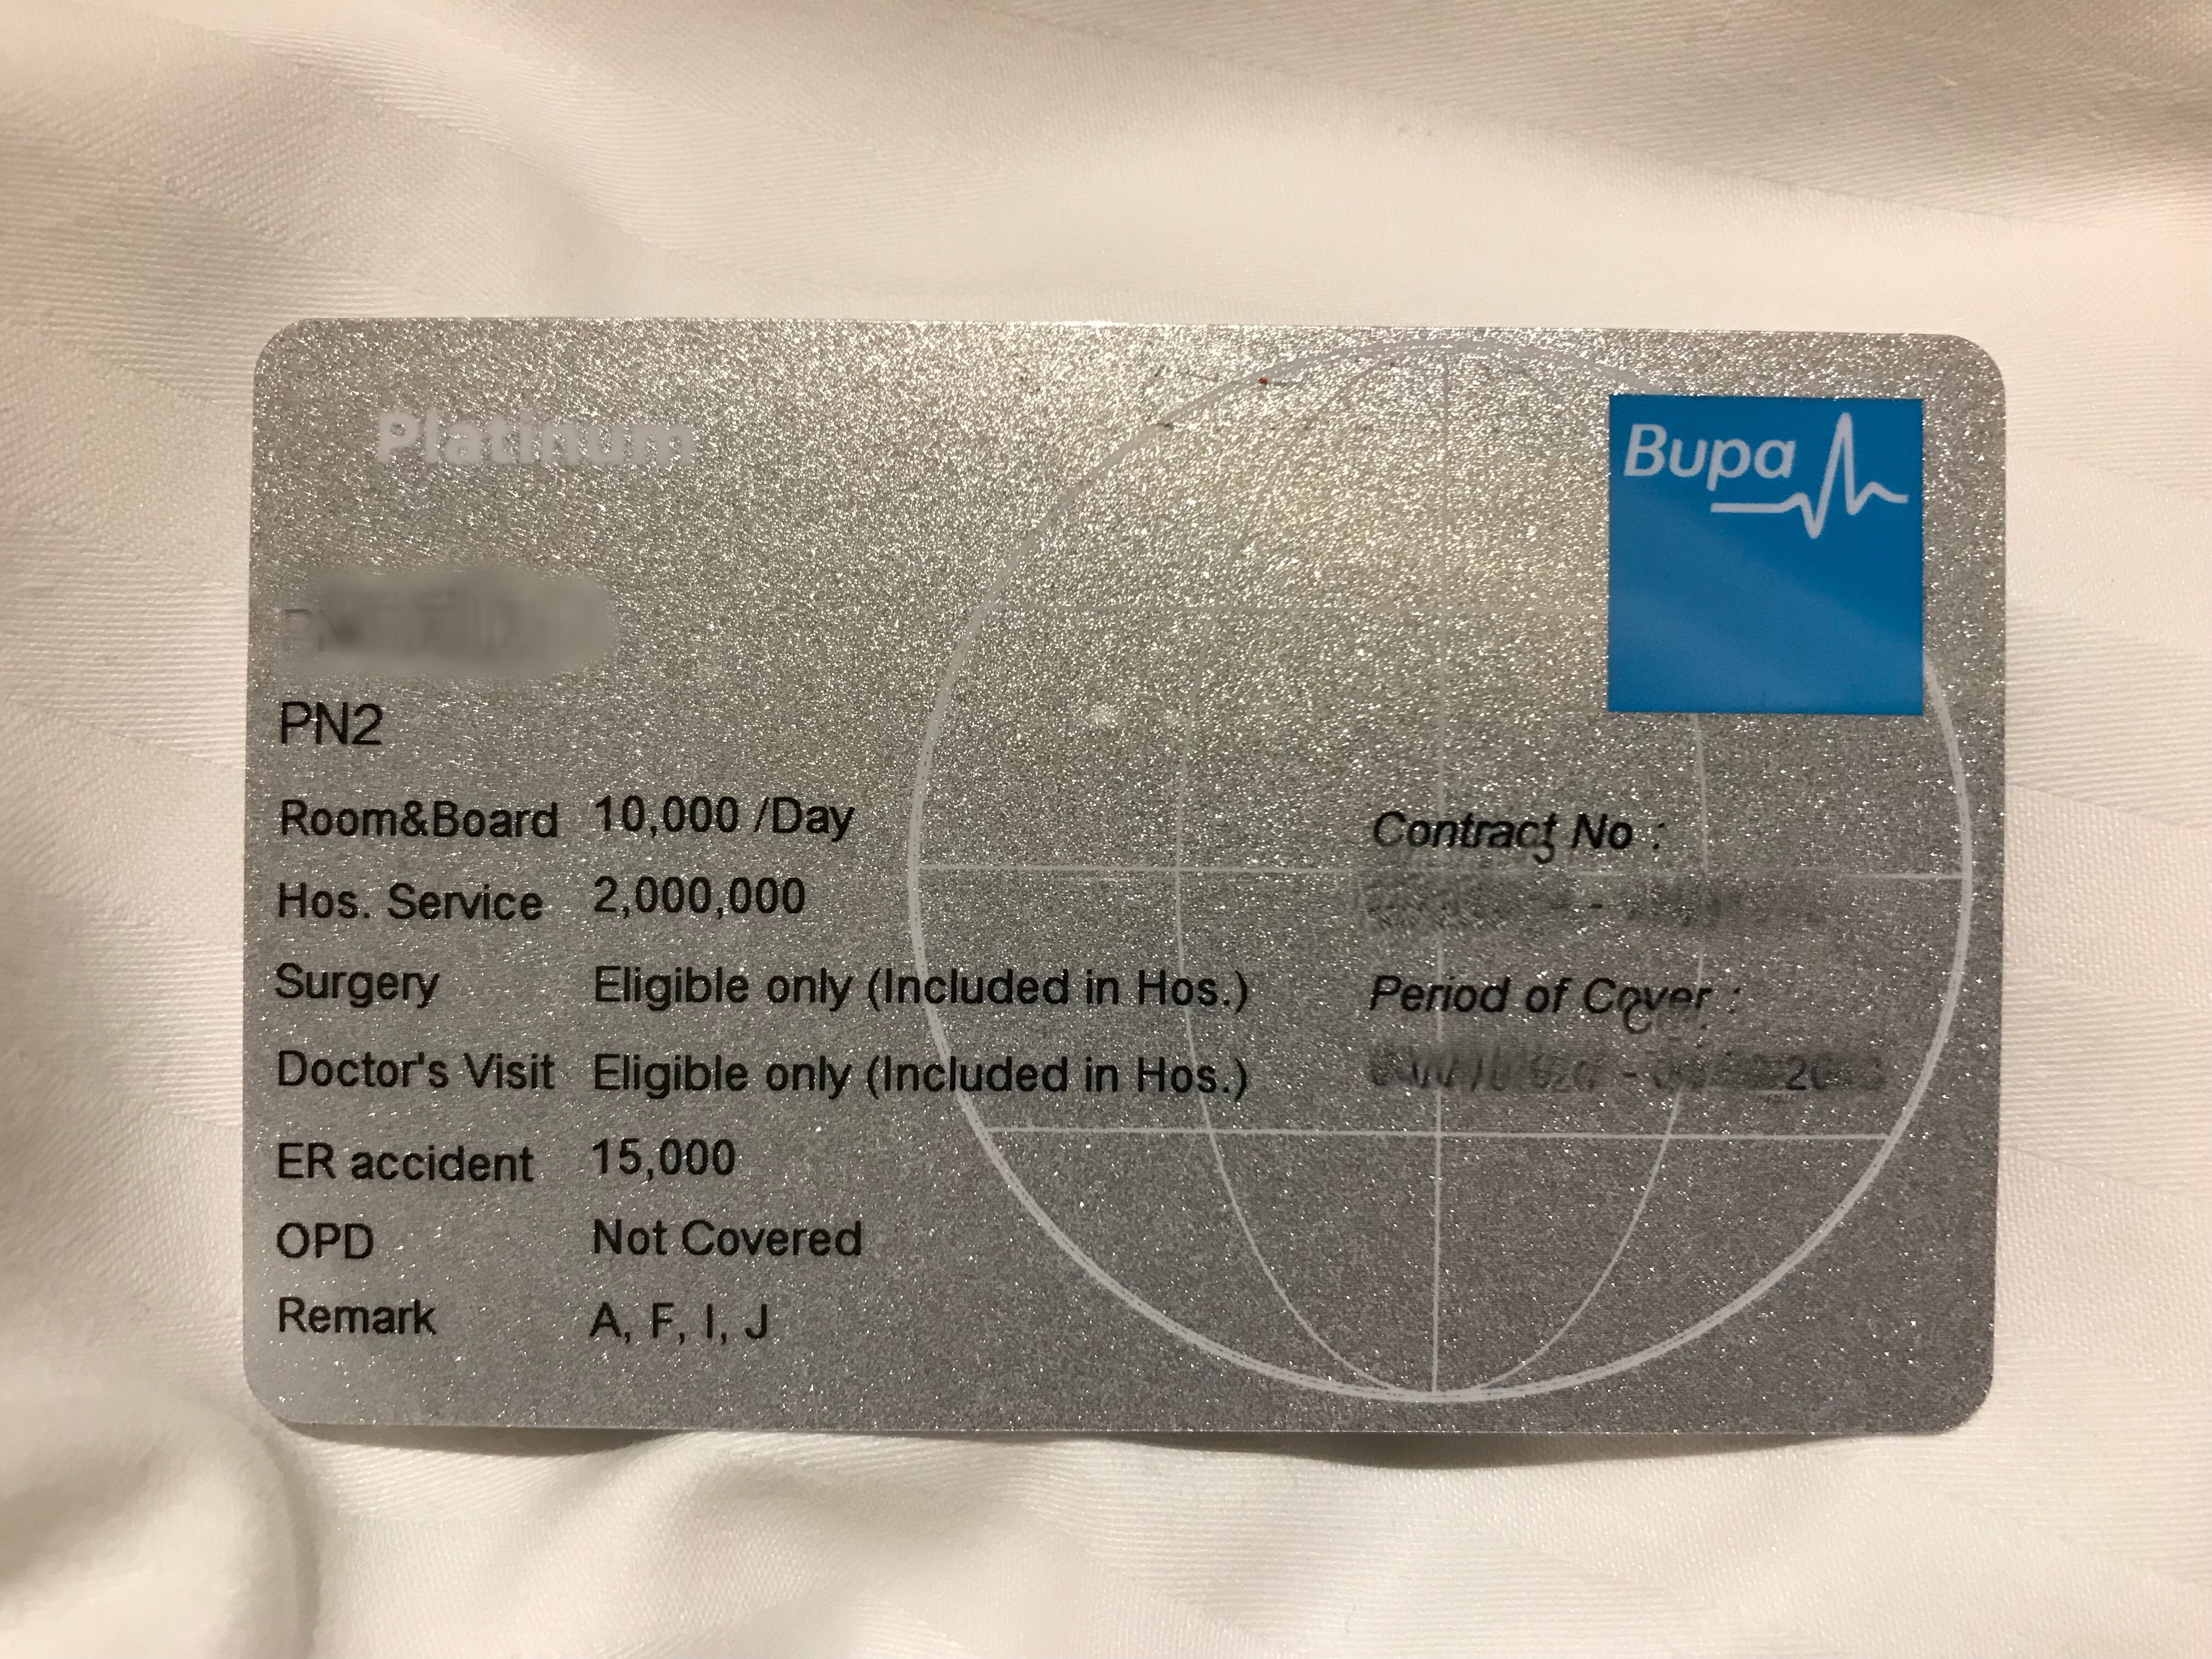 Platinum
Bupa
PN2
Room&Board 10,000 /Day
Hos. Service 2,000,000
Surgery Eligible only (Included in Hos.)
Doctor's Visit Eligible only (Included in Hos.)
ER accident 15,000
OPD Not Covered
Remark A, F, I, J
Contract No :
Period of Cover :